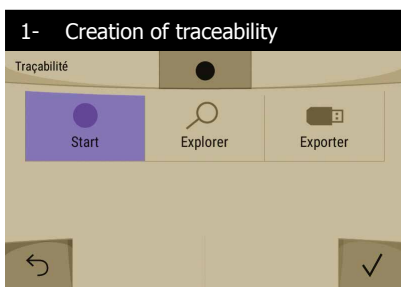 1- Creation of traceability
Traçabilité
Start Explorer Exporter